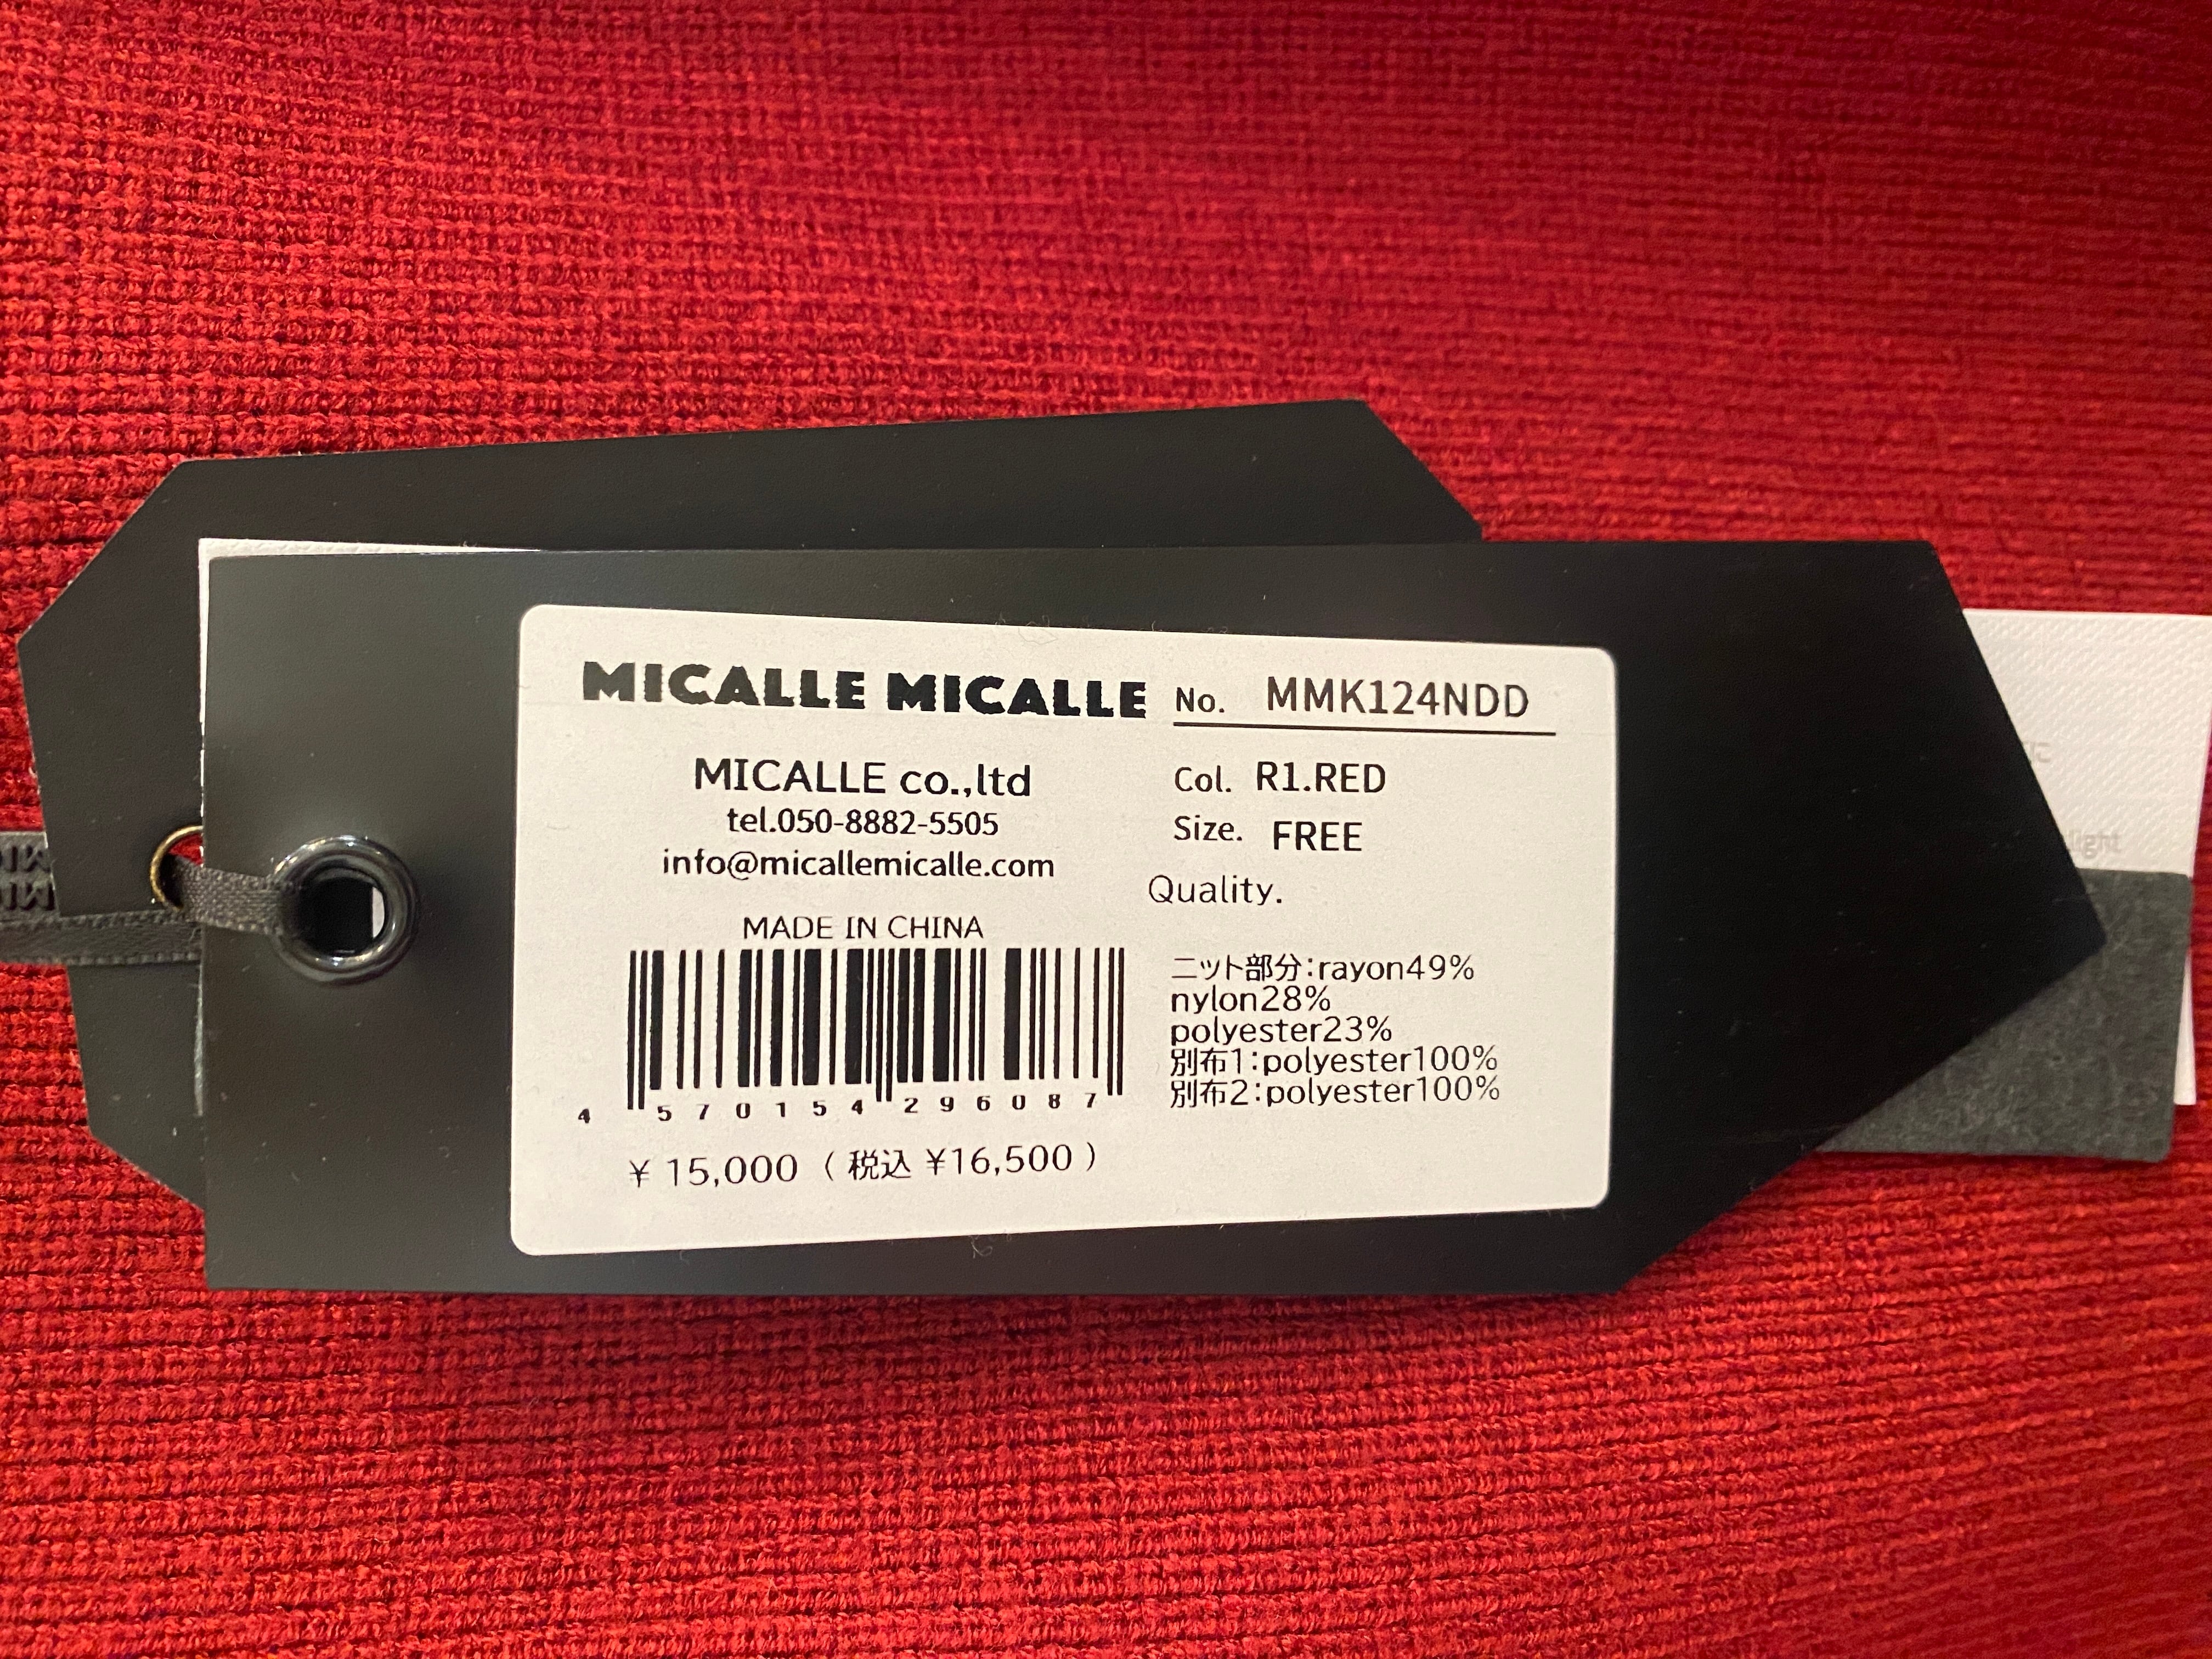 MICALLE MICALLE
No. MMK124NDD
MICALLE co.,ltd
tel.050-8882-5505
info@micallemicalle.com
MADE IN CHINA
4 570154 296087
¥ 15,000 ( 税込 ¥16,500 )
Col. R1.RED
Size. FREE
Quality.
ニット部分:rayon49%
nylon28%
polyester23%
別布1:polyester100%
別布2:polyester100%
light